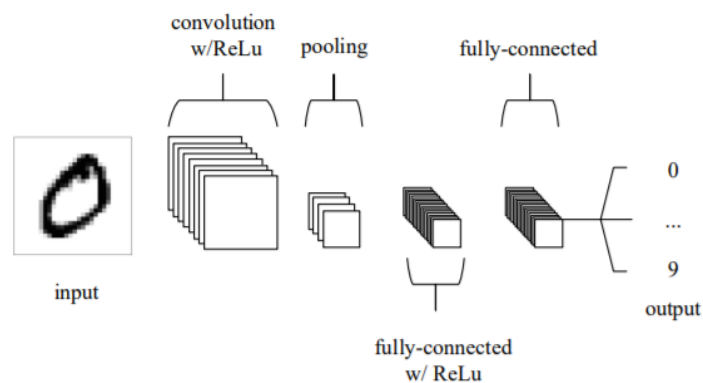 convolution
w/ReLu
pooling
fully-connected
input
fully-connected
w/ ReLu
0
...
9
output